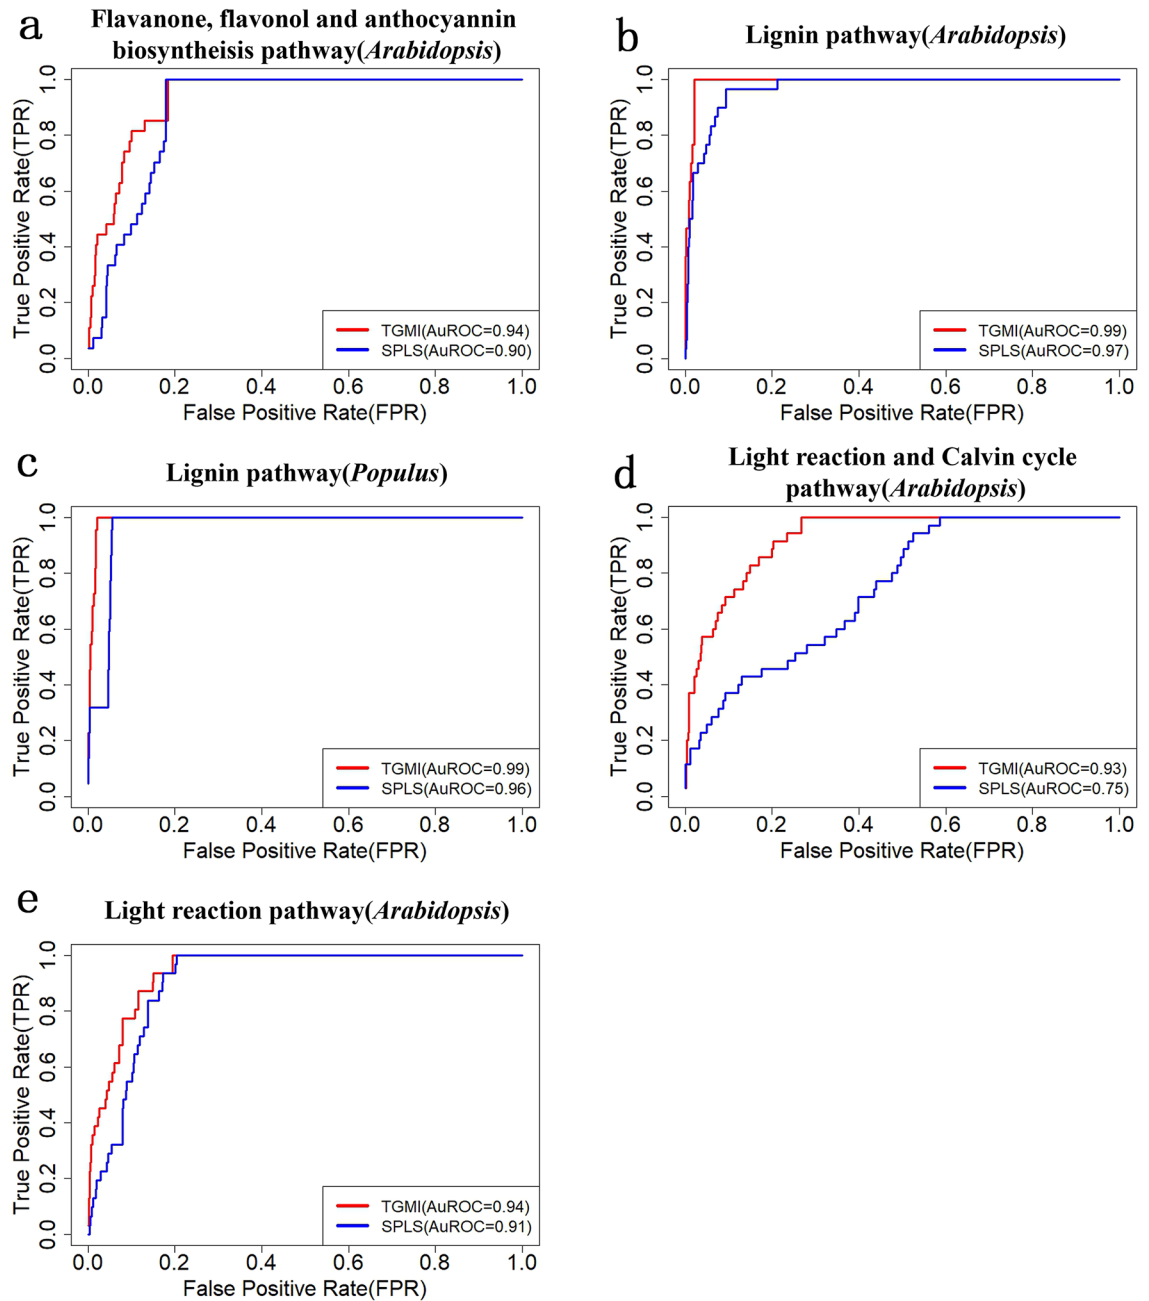 a
Flavanone, flavonol and anthocyannin
biosyntheisis pathway(Arabidopsis)
True Positive Rate(TPR)
1.0
0.8
0.6
0.4
0.2
0.0
TGMI(AuROC=0.94)
SPLS(AuROC=0.90)
0.0 0.2 0.4 0.6 0.8 1.0
False Positive Rate(FPR)
b
Lignin pathway(Arabidopsis)
True Positive Rate(TPR)
1.0
0.8
0.6
0.4
0.2
0.0
TGMI(AuROC=0.99)
SPLS(AuROC=0.97)
0.0 0.2 0.4 0.6 0.8 1.0
False Positive Rate(FPR)
c
Lignin pathway(Populus)
True Positive Rate(TPR)
1.0
0.8
0.6
0.4
0.2
0.0
TGMI(AuROC=0.99)
SPLS(AuROC=0.96)
0.0 0.2 0.4 0.6 0.8 1.0
False Positive Rate(FPR)
d
Light reaction and Calvin cycle
pathway(Arabidopsis)
True Positive Rate(TPR)
1.0
0.8
0.6
0.4
0.2
0.0
TGMI(AuROC=0.93)
SPLS(AuROC=0.75)
0.0 0.2 0.4 0.6 0.8 1.0
False Positive Rate(FPR)
e
Light reaction pathway(Arabidopsis)
True Positive Rate(TPR)
1.0
0.8
0.6
0.4
0.2
0.0
TGMI(AuROC=0.94)
SPLS(AuROC=0.91)
0.0 0.2 0.4 0.6 0.8 1.0
False Positive Rate(FPR)